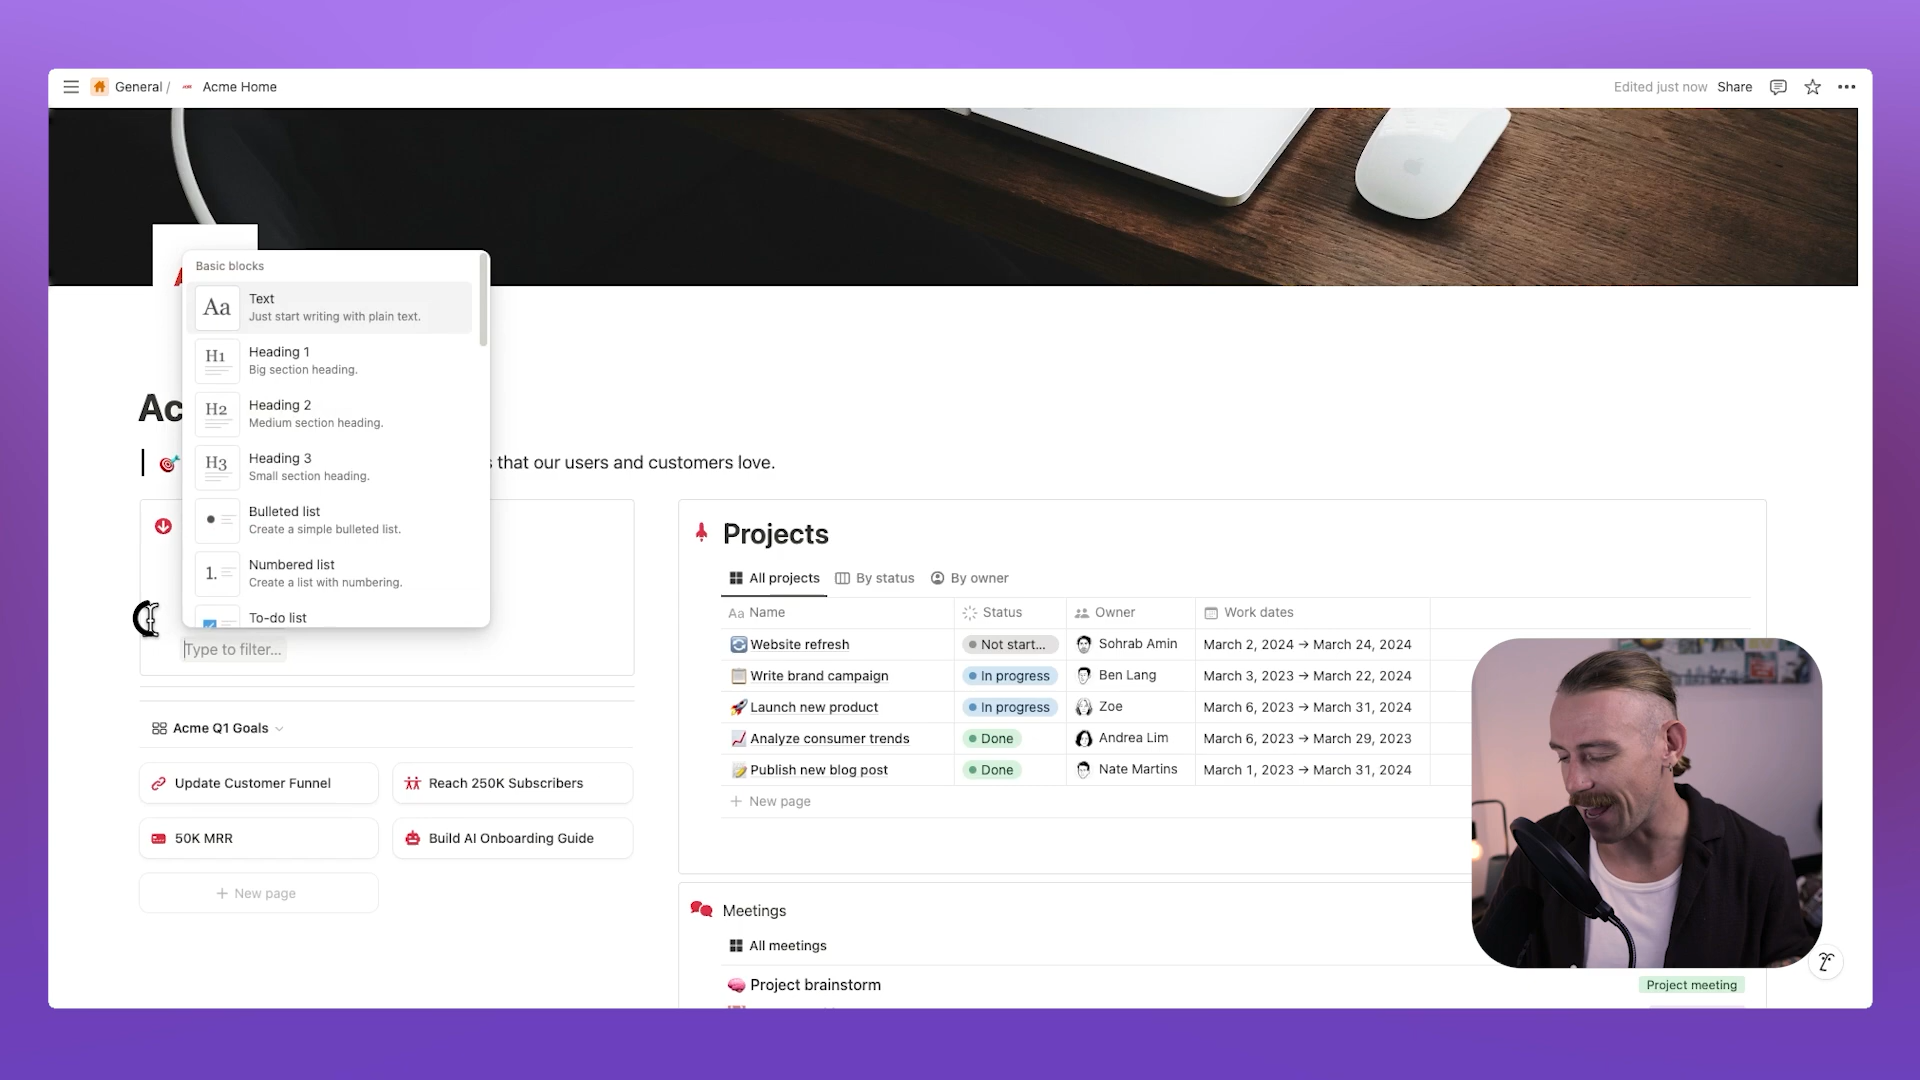 General / Acme Home
Edited just now Share
Basic blocks
Aa Text
Just start writing with plain text.
H1 Heading 1
Big section heading.
H2 Heading 2
Medium section heading.
H3 Heading 3
Small section heading.
Bulleted list
Create a simple bulleted list.
1. Numbered list
Create a list with numbering.
To-do list
Type to filter...
Ac
that our users and customers love.
Acme Q1 Goals
Update Customer Funnel
Reach 250K Subscribers
50K MRR
Build AI Onboarding Guide
+ New page
Projects
All projects By status By owner
Aa Name Status Owner Work dates
Website refresh Not start... Sohrab Amin March 2, 2024 → March 24, 2024
Write brand campaign In progress Ben Lang March 3, 2023 → March 22, 2024
Launch new product In progress Zoe March 6, 2023 → March 31, 2024
Analyze consumer trends Done Andrea Lim March 6, 2023 → March 29, 2023
Publish new blog post Done Nate Martins March 1, 2023 → March 31, 2024
+ New page
Meetings
All meetings
Project brainstorm Project meeting